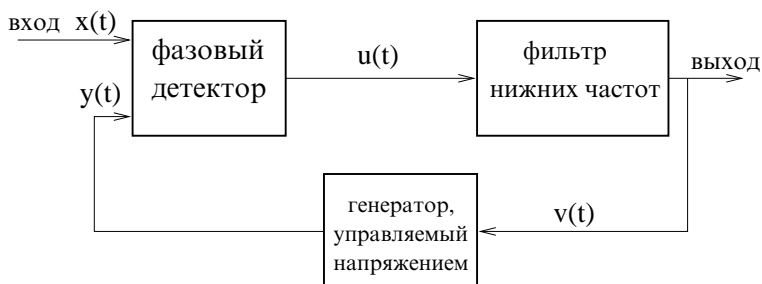 вход x(t)
фазовый
детектор
u(t)
фильтр
нижних частот
выход
y(t)
генератор,
управляемый
напряжением
v(t)